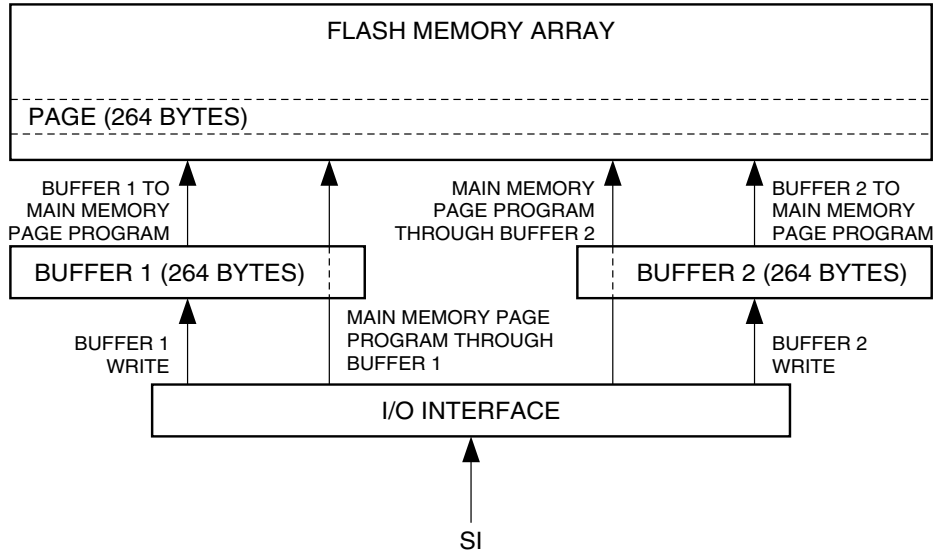 FLASH MEMORY ARRAY
PAGE (264 BYTES)
BUFFER 1 TO
MAIN MEMORY
PAGE PROGRAM
MAIN MEMORY
PAGE PROGRAM
THROUGH BUFFER 2
BUFFER 2 TO
MAIN MEMORY
PAGE PROGRAM
BUFFER 1 (264 BYTES)
BUFFER 2 (264 BYTES)
BUFFER 1
WRITE
MAIN MEMORY PAGE
PROGRAM THROUGH
BUFFER 1
BUFFER 2
WRITE
I/O INTERFACE
SI